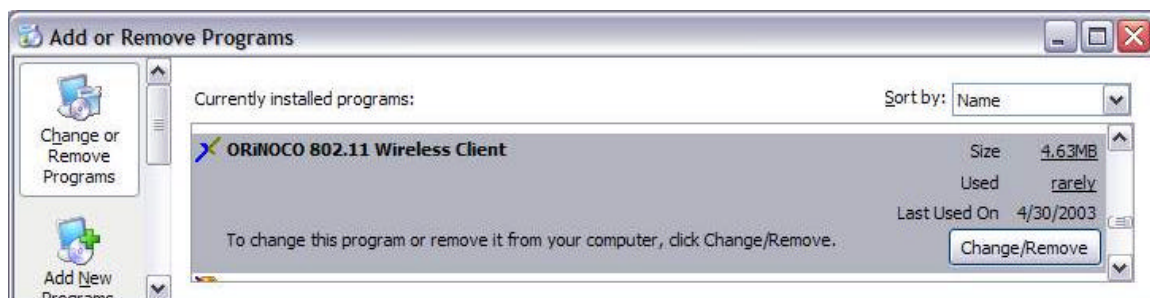 Add or Remove Programs
Change or
Remove
Programs
Add New
Programs
Currently installed programs:
Sort by: Name
ORiNOCO 802.11 Wireless Client
Size 4.63MB
Used rarely
Last Used On 4/30/2003
To change this program or remove it from your computer, click Change/Remove.
Change/Remove